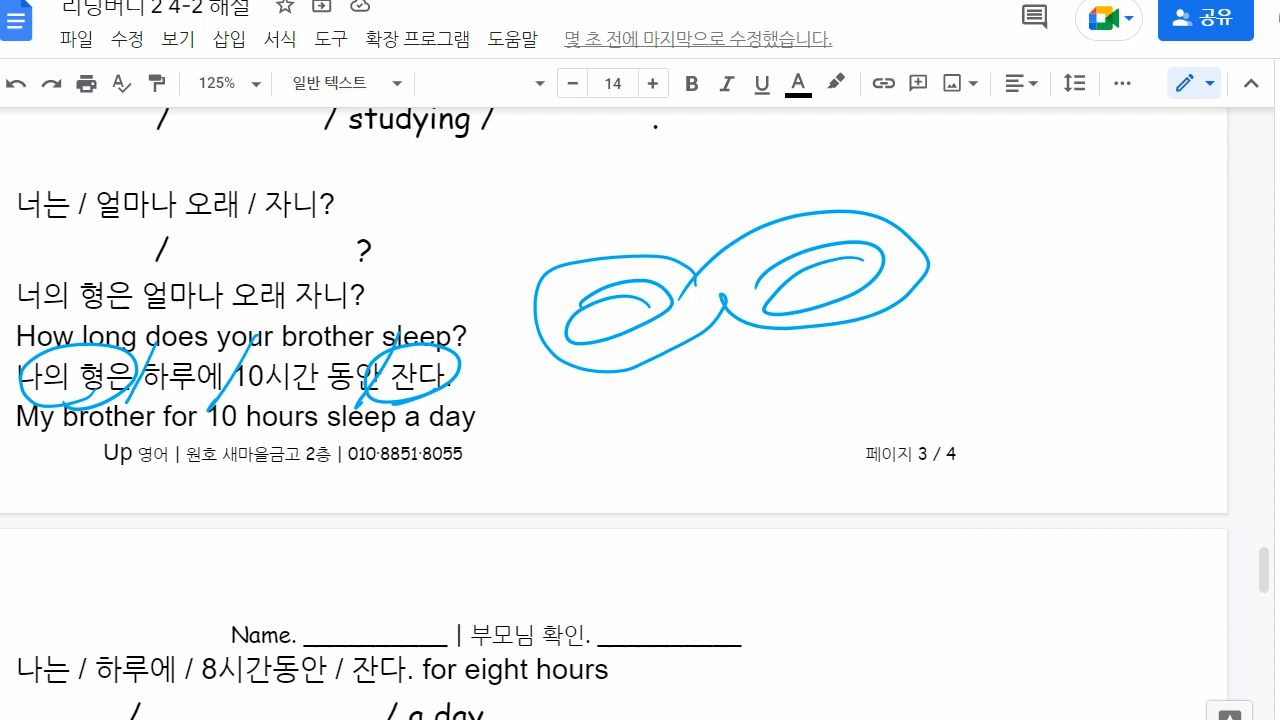 리딩버디 2 4-2 해설
파일 수정 보기 삽입 서식 도구 확장 프로그램 도움말 몇 초 전에 마지막으로 수정했습니다. 공유
125% 일반 텍스트 14 B I U A
/ / studying / .
너는 / 얼마나 오래 / 자니?
/ ?
너의 형은 얼마나 오래 자니?
How long does your brother sleep?
나의 형은 하루에 10시간 동안 잔다.
My brother for 10 hours sleep a day
Up 영어 | 원호 새마을금고 2층 | 010·8851·8055 페이지 3 / 4
Name. ____________ | 부모님 확인. ____________
나는 / 하루에 / 8시간동안 / 잔다. for eight hours
/ / a day